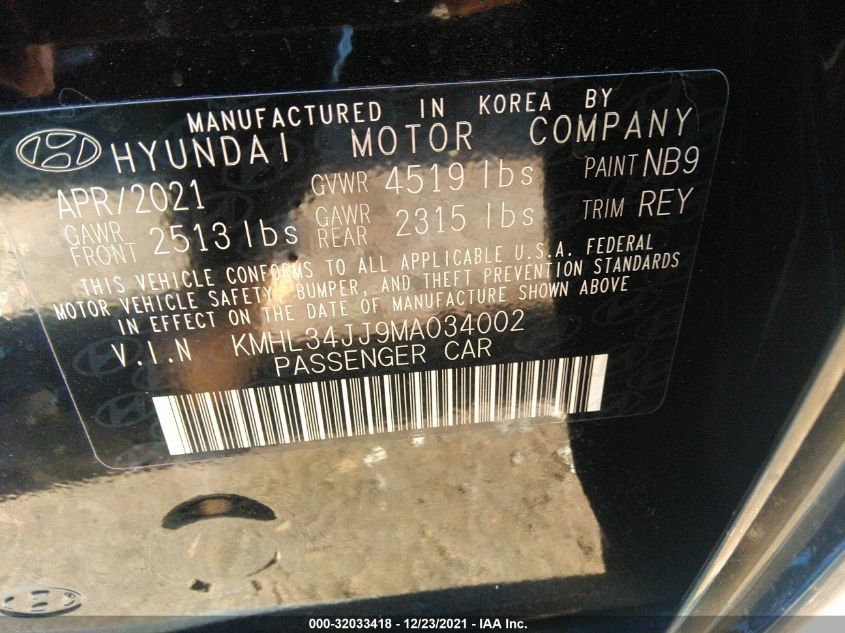 MANUFACTURED IN KOREA BY
HYUNDAI MOTOR COMPANY
APR/2021 GVWR 4519 lbs PAINT NB9
GAWR FRONT 2513 lbs GAWR REAR 2315 lbs TRIM REY
THIS VEHICLE CONFORMS TO ALL APPLICABLE U.S.A. FEDERAL
MOTOR VEHICLE SAFETY, BUMPER, AND THEFT PREVENTION STANDARDS
IN EFFECT ON THE DATE OF MANUFACTURE SHOWN ABOVE
V.I.N KMHL34JJ9MA034002
PASSENGER CAR
000-32033418 - 12/23/2021 - IAA Inc.